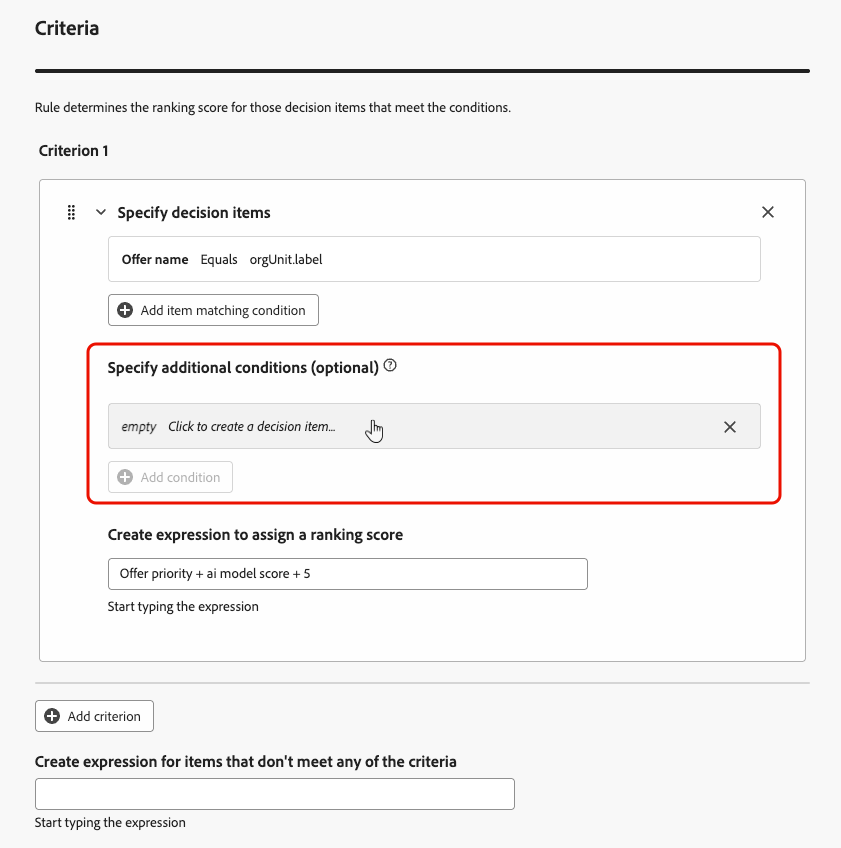 Criteria
Rule determines the ranking score for those decision items that meet the conditions.
Criterion 1
Specify decision items
Offer name Equals orgUnit.label
Add item matching condition
Specify additional conditions (optional) ?
empty Click to create a decision item...
Add condition
Create expression to assign a ranking score
Offer priority + ai model score + 5
Start typing the expression
Add criterion
Create expression for items that don't meet any of the criteria
Start typing the expression